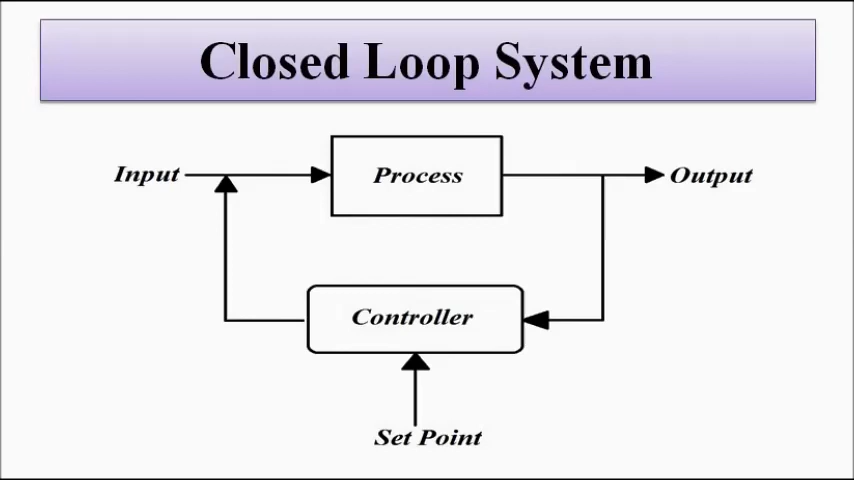 Closed Loop System
Input
Process
Output
Controller
Set Point